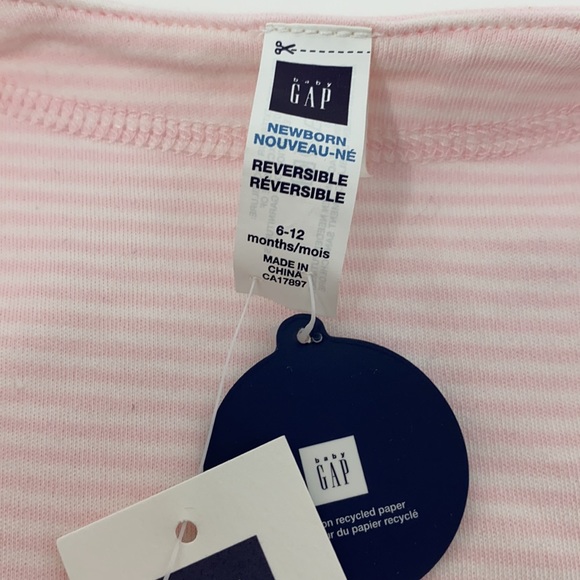 baby
GAP
NEWBORN
NOUVEAU-NÉ
REVERSIBLE
RÉVERSIBLE
6-12
months/mois
MADE IN
CHINA
CA17897
baby
GAP
on recycled paper
du papier recyclé